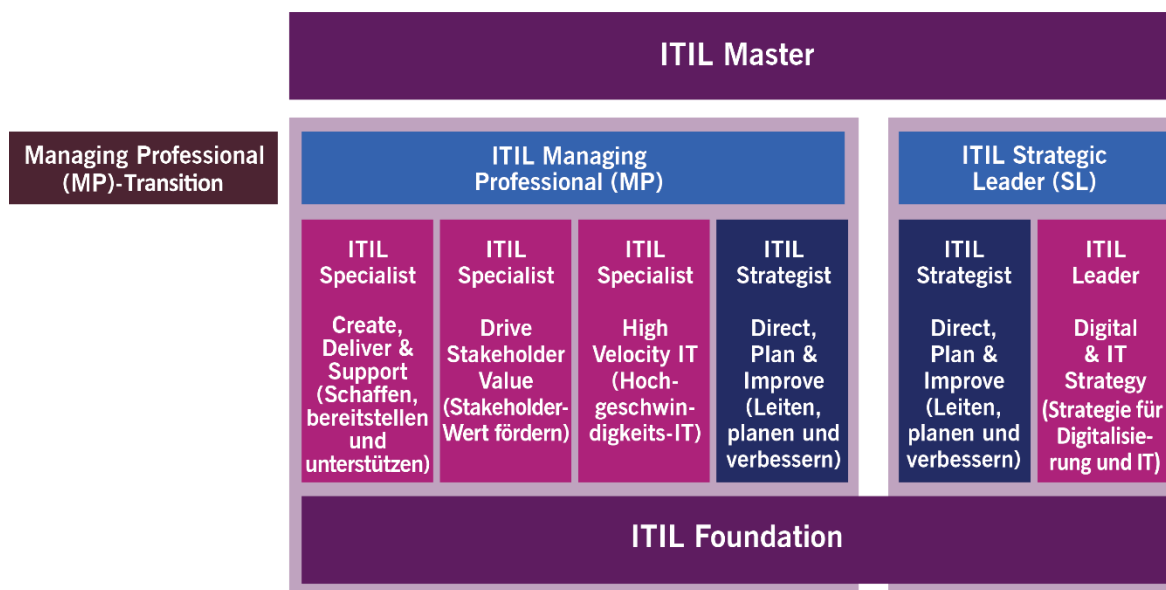 ITIL Master
Managing Professional
(MP)-Transition
ITIL Managing
Professional (MP)
ITIL Strategic
Leader (SL)
ITIL
Specialist
Create,
Deliver &
Support
(Schaffen,
bereitstellen
und
unterstützen)
ITIL
Specialist
Drive
Stakeholder
Value
(Stakeholder-
Wert fördern)
ITIL
Specialist
High
Velocity IT
(Hoch-
geschwin-
digkeits-IT)
ITIL
Strategist
Direct,
Plan &
Improve
(Leiten,
planen und
verbessern)
ITIL
Strategist
Direct,
Plan &
Improve
(Leiten,
planen und
verbessern)
ITIL
Leader
Digital
& IT
Strategy
(Strategie für
Digitalisie-
rung und IT)
ITIL Foundation